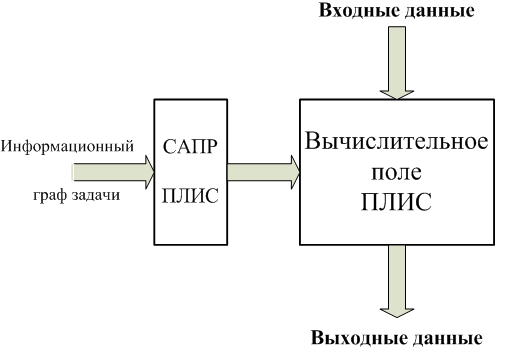 Входные данные
Информационный
граф задачи
САПР
ПЛИС
Вычислительное
поле
ПЛИС
Выходные данные